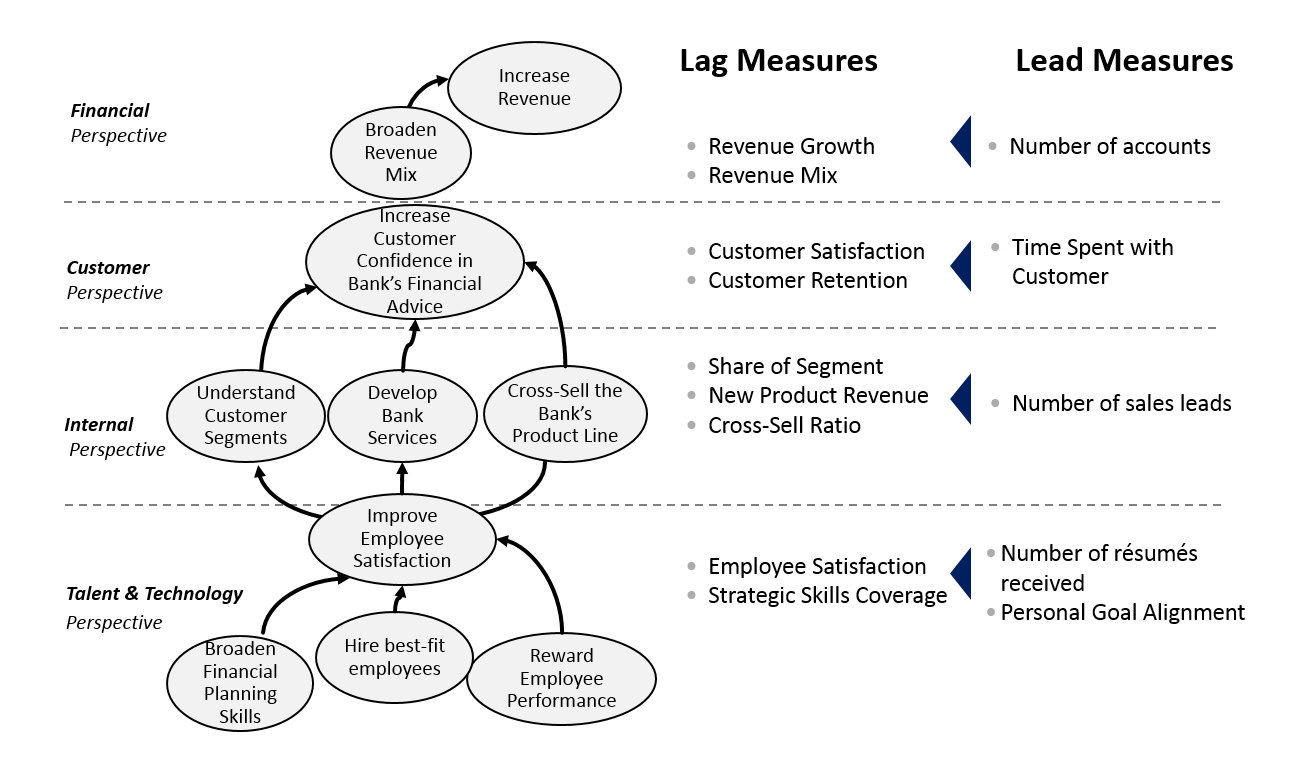 Lag Measures
Lead Measures
Financial
Perspective
Increase
Revenue
Broaden
Revenue
Mix
• Revenue Growth
• Revenue Mix
• Number of accounts
Customer
Perspective
Increase
Customer
Confidence in
Bank's Financial
Advice
• Customer Satisfaction
• Customer Retention
• Time Spent with
Customer
Internal
Perspective
Understand
Customer
Segments
Develop
Bank
Services
Cross-Sell the
Bank's
Product Line
• Share of Segment
• New Product Revenue
• Cross-Sell Ratio
• Number of sales leads
Talent & Technology
Perspective
Improve
Employee
Satisfaction
Broaden
Financial
Planning
Skills
Hire best-fit
employees
Reward
Employee
Performance
• Employee Satisfaction
• Strategic Skills Coverage
• Number of résumés
received
• Personal Goal Alignment